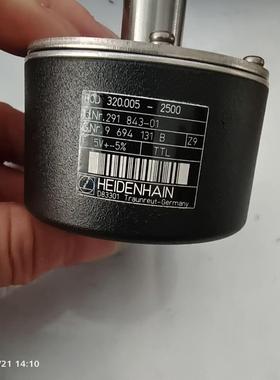 ROD 320.005 - 2500
Id.Nr. 291 843-01
S.Nr. 9 694 131 B Z9
5V+-5% TTL
HEIDENHAIN
D83301 Traunreut-Germany
/21 14:10